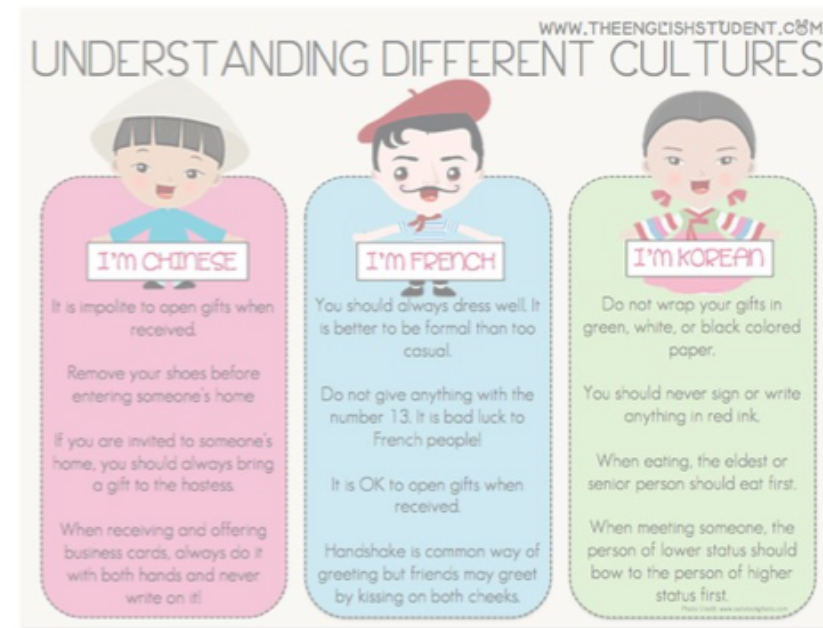 WWW.THEENGLISHSTUDENT.COM
UNDERSTANDING DIFFERENT CULTURES
I'M CHINESE
It is impolite to open gifts when
received.
Remove your shoes before
entering someone's home
If you are invited to someone's
home, you should always bring
a gift to the hostess.
When receiving and offering
business cards, always do it
with both hands and never
write on it!
I'M FRENCH
You should always dress well. It
is better to be formal than too
casual.
Do not give anything with the
number 13. It is bad luck to
French people!
It is OK to open gifts when
received.
Handshake is common way of
greeting but friends may greet
by kissing on both cheeks.
I'M KOREAN
Do not wrap your gifts in
green, white, or black colored
paper.
You should never sign or write
anything in red ink.
When eating, the eldest or
senior person should eat first.
When meeting someone, the
person of lower status should
bow to the person of higher
status first.
Photo Credit: